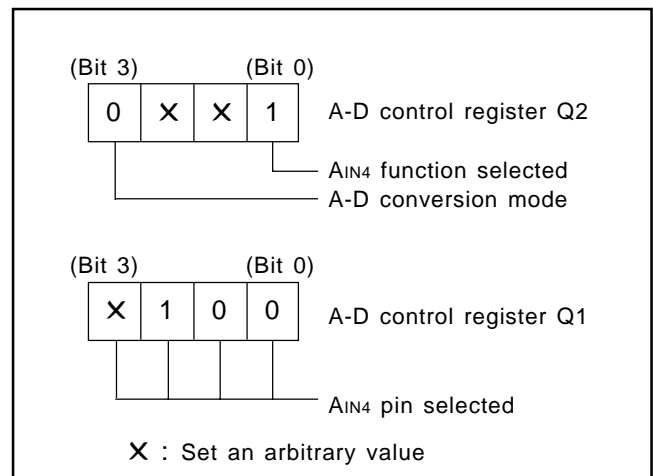 (Bit 3) (Bit 0)
0 × × 1 A-D control register Q2
AIN4 function selected
A-D conversion mode
(Bit 3) (Bit 0)
× 1 0 0 A-D control register Q1
AIN4 pin selected
× : Set an arbitrary value